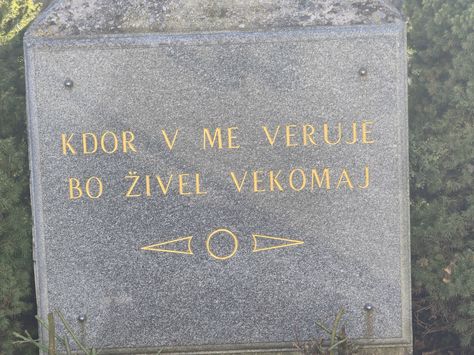 KDOR V ME VERUJE
BO ŽIVEL VEKOMAJ